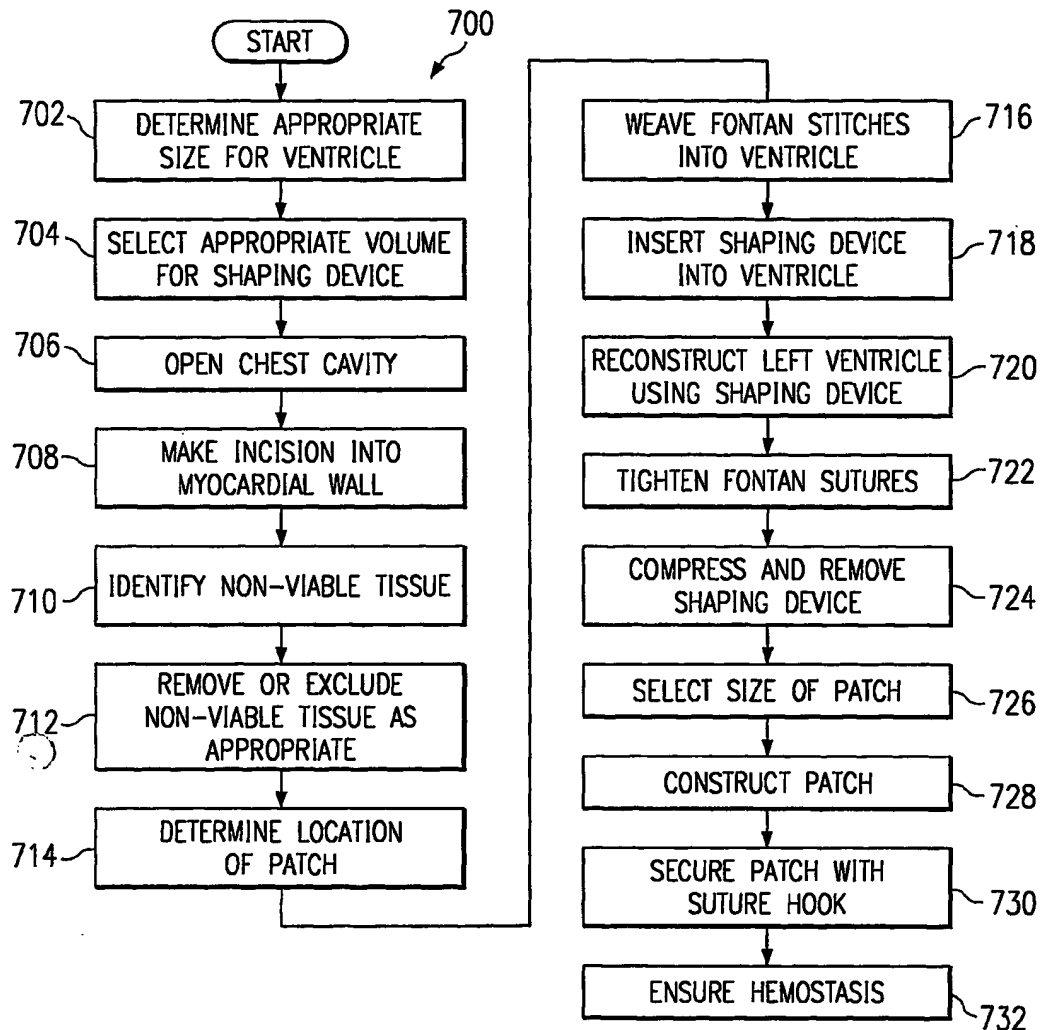 START
700
702
DETERMINE APPROPRIATE
SIZE FOR VENTRICLE
704
SELECT APPROPRIATE VOLUME
FOR SHAPING DEVICE
706
OPEN CHEST CAVITY
708
MAKE INCISION INTO
MYOCARDIAL WALL
710
IDENTIFY NON-VIABLE TISSUE
712
REMOVE OR EXCLUDE
NON-VIABLE TISSUE AS
APPROPRIATE
714
DETERMINE LOCATION
OF PATCH
WEAVE FONTAN STITCHES
INTO VENTRICLE
716
INSERT SHAPING DEVICE
INTO VENTRICLE
718
RECONSTRUCT LEFT VENTRICLE
USING SHAPING DEVICE
720
TIGHTEN FONTAN SUTURES
722
COMPRESS AND REMOVE
SHAPING DEVICE
724
SELECT SIZE OF PATCH
726
CONSTRUCT PATCH
728
SECURE PATCH WITH
SUTURE HOOK
730
ENSURE HEMOSTASIS
732